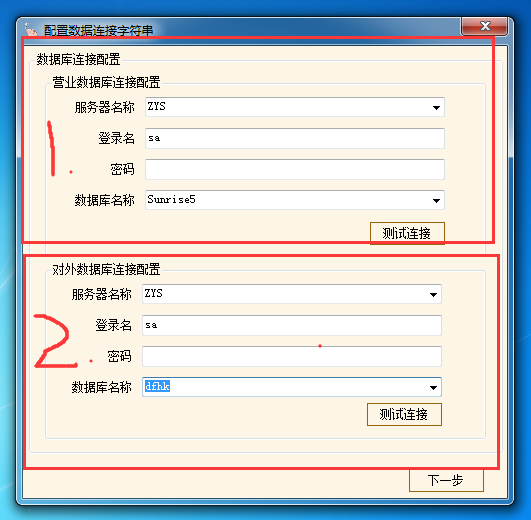 配置数据连接字符串
数据库连接配置
营业数据库连接配置
服务器名称 ZYS
登录名 sa
密码
数据库名称 Sunrise5
测试连接
1.
对外数据库连接配置
服务器名称 ZYS
登录名 sa
密码
数据库名称 dfhk
测试连接
2.
下一步